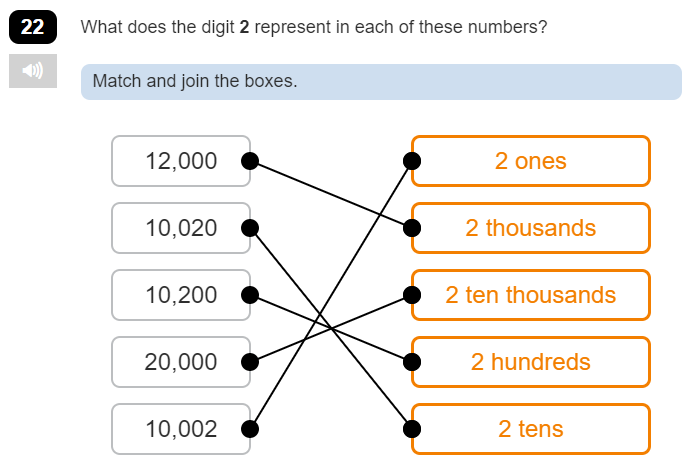 22 What does the digit 2 represent in each of these numbers?
Match and join the boxes.
12,000 2 ones
10,020 2 thousands
10,200 2 ten thousands
20,000 2 hundreds
10,002 2 tens